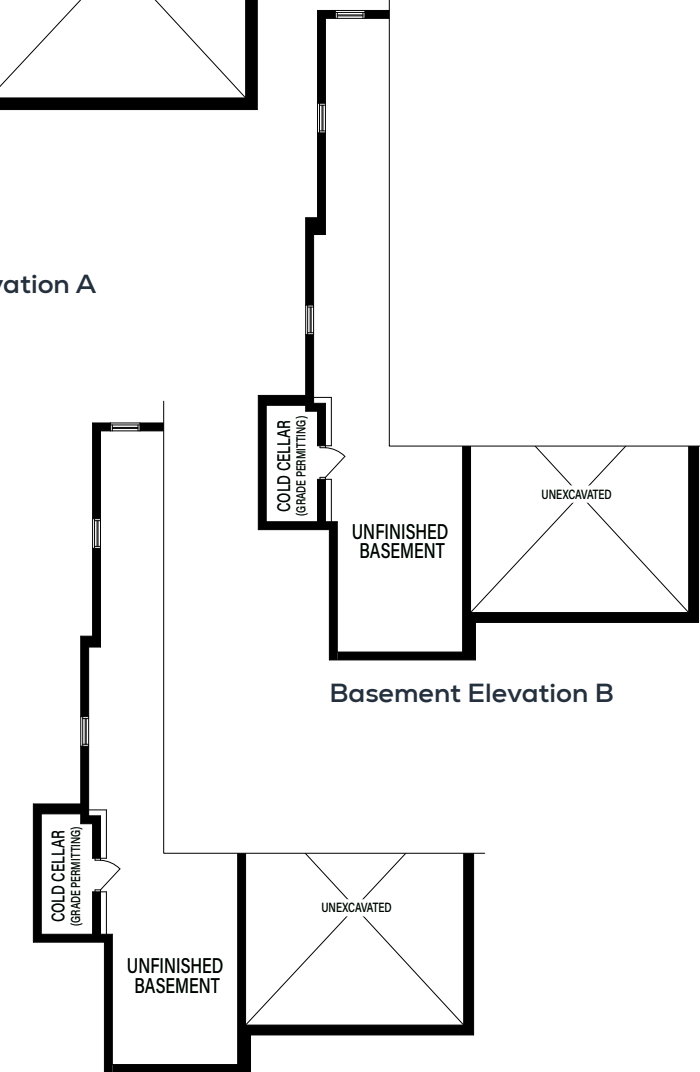 vation A
COLD CELLAR
(GRADE PERMITTING)
UNEXCAVATED
UNFINISHED
BASEMENT
Basement Elevation B
COLD CELLAR
(GRADE PERMITTING)
UNEXCAVATED
UNFINISHED
BASEMENT